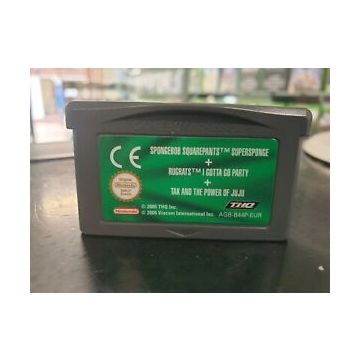 CE
SPONGEBOB SQUAREPANTS™ SUPERSPONGE
+
RUGRATS™ I GOTTA GO PARTY
+
TAK AND THE POWER OF JUJU
Nintendo
THQ
© 2005 THQ Inc.
© 2005 Viacom International Inc.
AGB-B44P-EUR